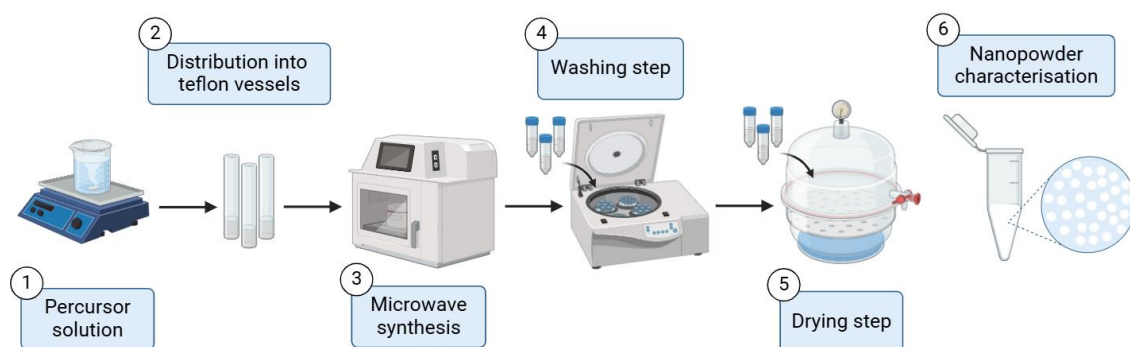 1
Percursor
solution
2
Distribution into
teflon vessels
3
Microwave
synthesis
4
Washing step
5
Drying step
6
Nanopowder
characterisation